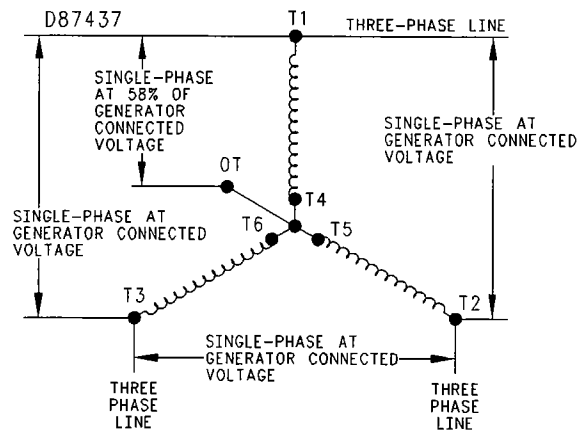 D87437
T1
THREE-PHASE LINE
SINGLE-PHASE
AT 58% OF
GENERATOR
CONNECTED
VOLTAGE
SINGLE-PHASE AT
GENERATOR CONNECTED
VOLTAGE
OT
T4
T6
T5
SINGLE-PHASE AT
GENERATOR CONNECTED
VOLTAGE
T3
T2
SINGLE-PHASE AT
GENERATOR CONNECTED
VOLTAGE
THREE
PHASE
LINE
THREE
PHASE
LINE